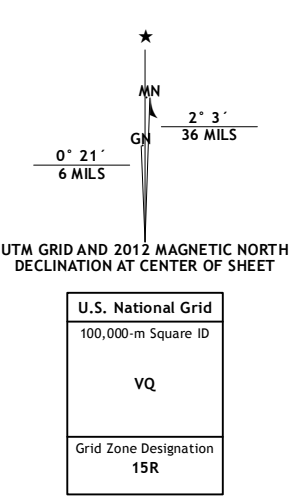 ★
MN
GN
2° 3´
36 MILS
0° 21´
6 MILS
UTM GRID AND 2012 MAGNETIC NORTH
DECLINATION AT CENTER OF SHEET
U.S. National Grid
100,000-m Square ID
VQ
Grid Zone Designation
15R